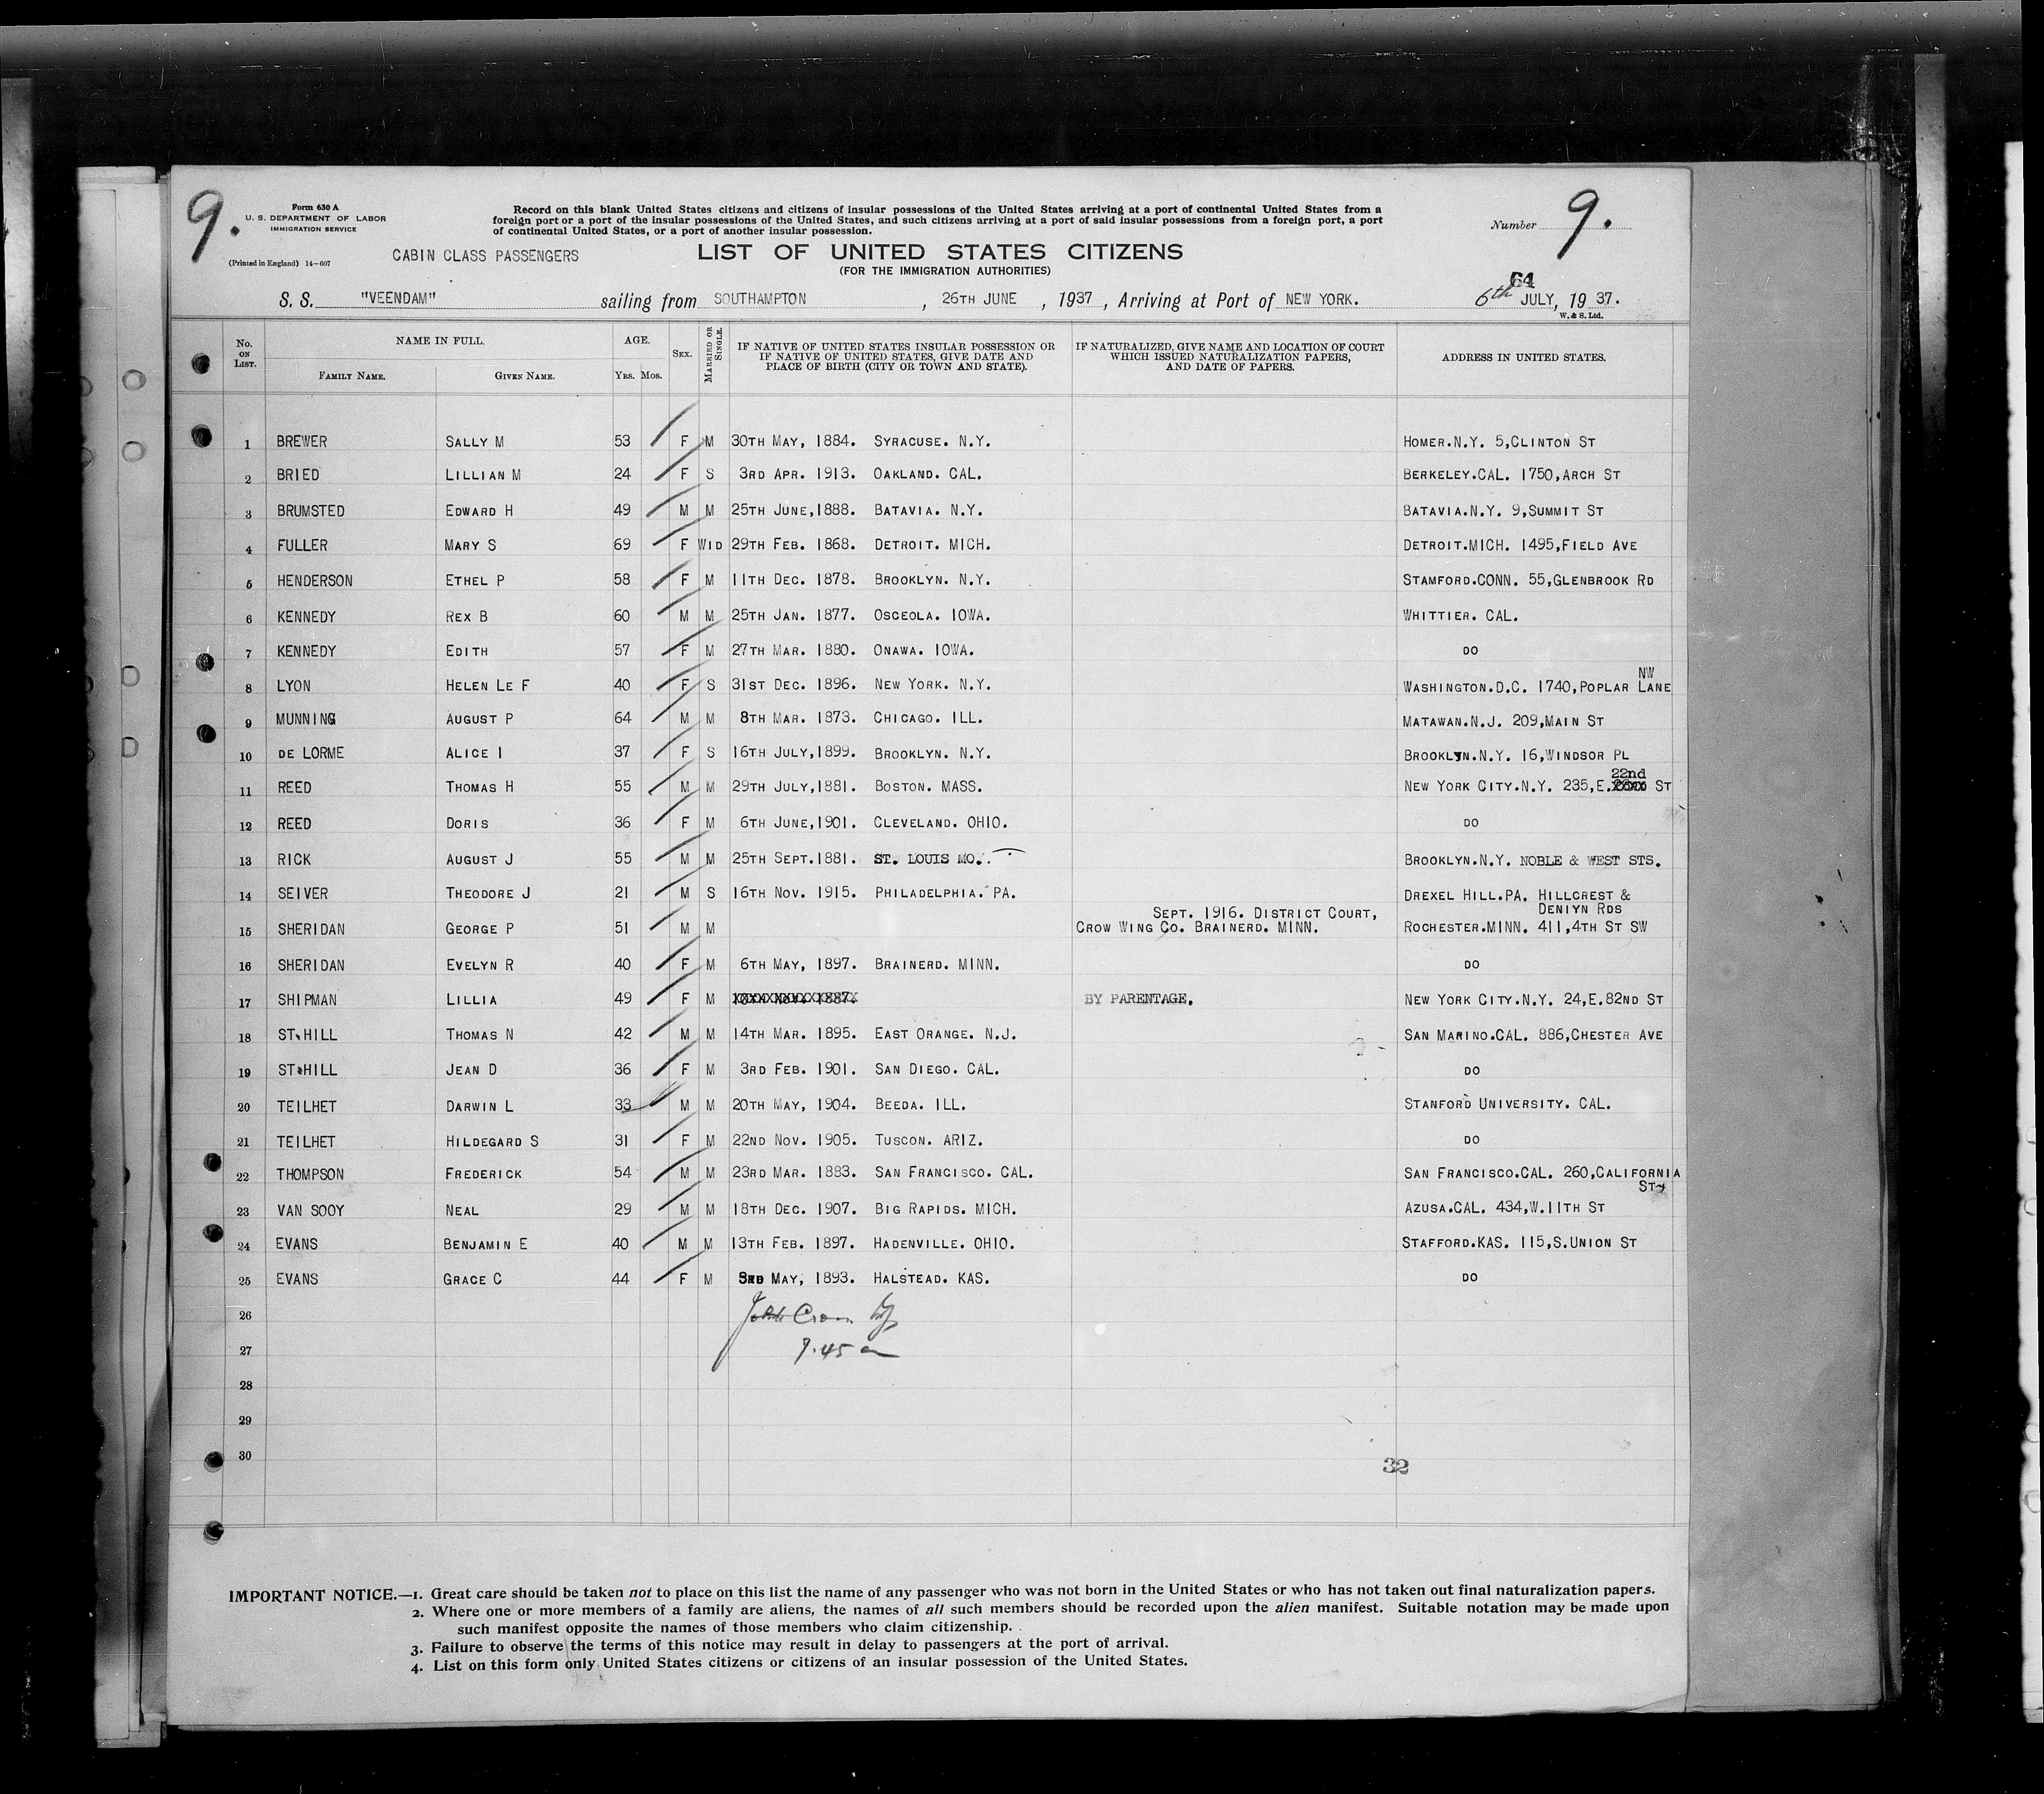 9.
Form 630 A
U. S. DEPARTMENT OF LABOR
IMMIGRATION SERVICE
(Printed in England) 14-607
Record on this blank United States citizens and citizens of insular possessions of the United States arriving at a port of continental United States from a
foreign port or a port of the insular possessions of the United States, and such citizens arriving at a port of said insular possessions from a foreign port, a port
of continental United States, or a port of another insular possession.
Number 9.
CABIN CLASS PASSENGERS
LIST OF UNITED STATES CITIZENS
(FOR THE IMMIGRATION AUTHORITIES)
64
S. S. "VEENDAM" sailing from SOUTHAMPTON, 26TH JUNE, 1937, Arriving at Port of NEW YORK. 6th JULY, 19 37.
W. & S. Ltd.
No. ON LIST. NAME IN FULL. AGE. SEX. MARRIED OR SINGLE. IF NATIVE OF UNITED STATES INSULAR POSSESSION OR IF NATIVE OF UNITED STATES, GIVE DATE AND PLACE OF BIRTH (CITY OR TOWN AND STATE). IF NATURALIZED, GIVE NAME AND LOCATION OF COURT WHICH ISSUED NATURALIZATION PAPERS, AND DATE OF PAPERS. ADDRESS IN UNITED STATES.
FAMILY NAME. GIVEN NAME. YRS. MOS.
1 BREWER SALLY M 53 F M 30TH MAY, 1884. SYRACUSE. N.Y. HOMER.N.Y. 5,CLINTON ST
2 BRIED LILLIAN M 24 F S 3RD APR. 1913. OAKLAND. CAL. BERKELEY.CAL. 1750,ARCH ST
3 BRUMSTED EDWARD H 49 M M 25TH JUNE,1888. BATAVIA. N.Y. BATAVIA.N.Y. 9,SUMMIT ST
4 FULLER MARY S 69 F WID 29TH FEB. 1868. DETROIT. MICH. DETROIT.MICH. 1495,FIELD AVE
5 HENDERSON ETHEL P 58 F M 11TH DEC. 1878. BROOKLYN. N.Y. STAMFORD.CONN. 55,GLENBROOK RD
6 KENNEDY REX B 60 M M 25TH JAN. 1877. OSCEOLA. IOWA. WHITTIER. CAL.
7 KENNEDY EDITH 57 F M 27TH MAR. 1880. ONAWA. IOWA. DO
NW
8 LYON HELEN LE F 40 F S 31ST DEC. 1896. NEW YORK. N.Y. WASHINGTON.D.C. 1740,POPLAR LANE
9 MUNNING AUGUST P 64 M M 8TH MAR. 1873. CHICAGO. ILL. MATAWAN.N.J. 209,MAIN ST
10 DE LORME ALICE I 37 F S 16TH JULY,1899. BROOKLYN. N.Y. BROOKLYN.N.Y. 16,WINDSOR PL
22nd
11 REED THOMAS H 55 M M 29TH JULY,1881. BOSTON. MASS. NEW YORK CITY.N.Y. 235,E. ST
12 REED DORIS 36 F M 6TH JUNE,1901. CLEVELAND. OHIO. DO
13 RICK AUGUST J 55 M M 25TH SEPT.1881. ST. LOUIS MO. BROOKLYN.N.Y. NOBLE & WEST STS.
14 SEIVER THEODORE J 21 M S 16TH NOV. 1915. PHILADELPHIA. PA. DREXEL HILL.PA. HILLCREST &
DENIYN RDS
SEPT. 1916. DISTRICT COURT,
15 SHERIDAN GEORGE P 51 M M CROW WING CO. BRAINERD. MINN. ROCHESTER.MINN. 411,4TH ST SW
16 SHERIDAN EVELYN R 40 F M 6TH MAY, 1897. BRAINERD. MINN. DO
17 SHIPMAN LILLIA 49 F M BY PARENTAGE. NEW YORK CITY.N.Y. 24,E.82ND ST
18 ST.HILL THOMAS N 42 M M 14TH MAR. 1895. EAST ORANGE. N.J. SAN MARINO.CAL. 886,CHESTER AVE
19 ST.HILL JEAN D 36 F M 3RD FEB. 1901. SAN DIEGO. CAL. DO
20 TEILHET DARWIN L 33 M M 20TH MAY, 1904. BEEDA. ILL. STANFORD UNIVERSITY. CAL.
21 TEILHET HILDEGARD S 31 F M 22ND NOV. 1905. TUSCON. ARIZ. DO
22 THOMPSON FREDERICK 54 M M 23RD MAR. 1883. SAN FRANCISCO. CAL. SAN FRANCISCO.CAL. 260,CALIFORNIA
ST
23 VAN SOOY NEAL 29 M M 18TH DEC. 1907. BIG RAPIDS. MICH. AZUSA.CAL. 434,W.11TH ST
24 EVANS BENJAMIN E 40 M M 13TH FEB. 1897. HADENVILLE. OHIO. STAFFORD.KAS. 115,S.UNION ST
25 EVANS GRACE C 44 F M 3RD MAY, 1893. HALSTEAD. KAS. DO
26
27 9.45 am
28
29
30
32
IMPORTANT NOTICE.—1. Great care should be taken not to place on this list the name of any passenger who was not born in the United States or who has not taken out final naturalization papers.
2. Where one or more members of a family are aliens, the names of all such members should be recorded upon the alien manifest. Suitable notation may be made upon
such manifest opposite the names of those members who claim citizenship.
3. Failure to observe the terms of this notice may result in delay to passengers at the port of arrival.
4. List on this form only United States citizens or citizens of an insular possession of the United States.